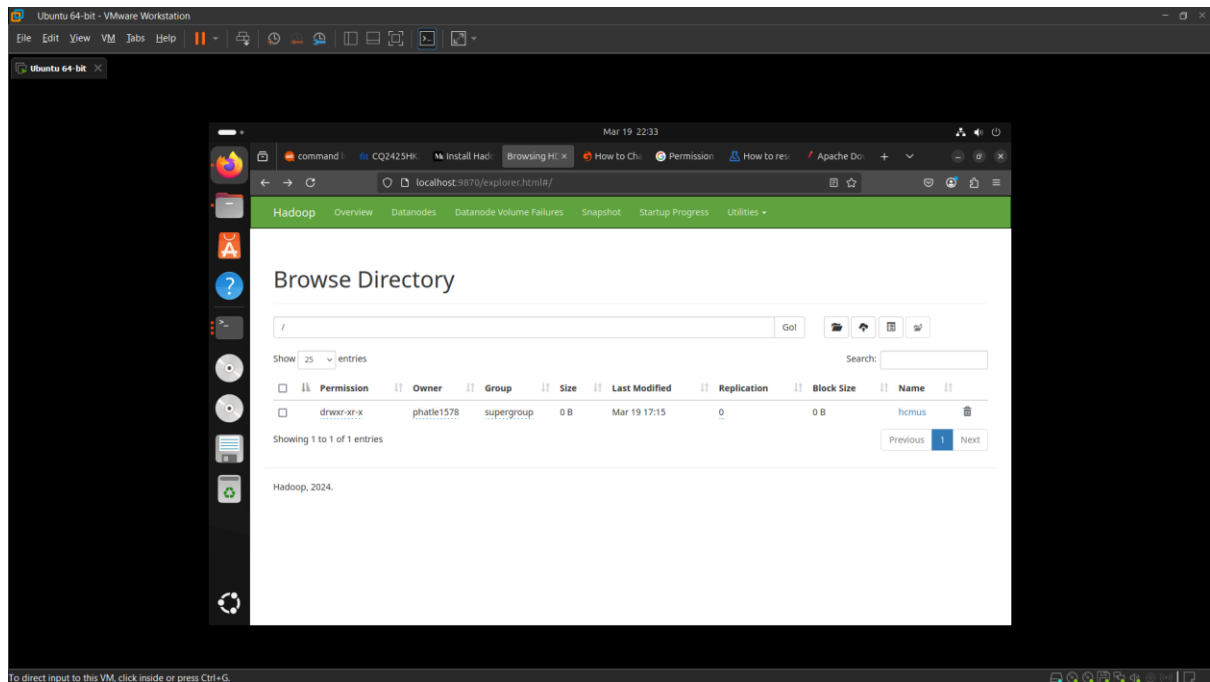 Ubuntu 64-bit - VMware Workstation
File Edit View VM Tabs Help
Ubuntu 64-bit
Mar 19 22:33
command l CQ2425HK Install Had Browsing HD How to Cha Permission How to res Apache Do
localhost:9870/explorer.html#/
Hadoop Overview Datanodes Datanode Volume Failures Snapshot Startup Progress Utilities
Browse Directory
/ Go!
Show 25 entries Search:
Permission Owner Group Size Last Modified Replication Block Size Name
drwxr-xr-x phatle1578 supergroup 0 B Mar 19 17:15 0 0 B hcmus
Showing 1 to 1 of 1 entries Previous 1 Next
Hadoop, 2024.
To direct input to this VM, click inside or press Ctrl+G.